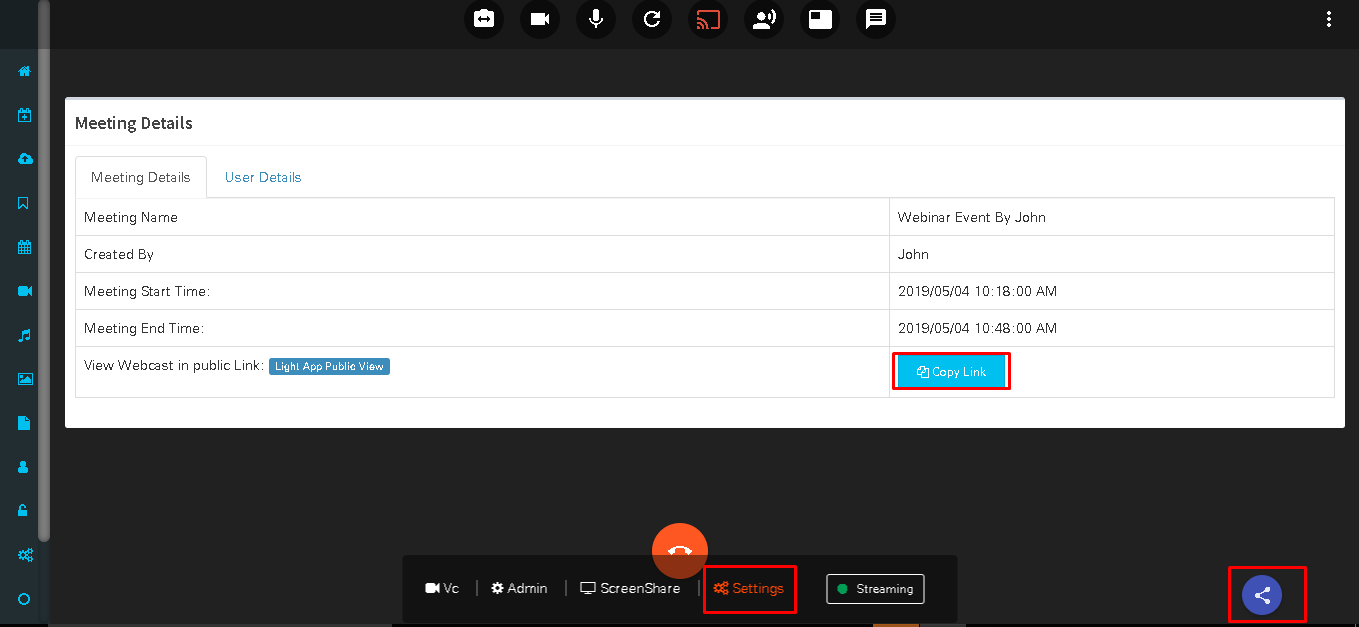 Meeting Details
Meeting Details User Details
Meeting Name Webinar Event By John
Created By John
Meeting Start Time: 2019/05/04 10:18:00 AM
Meeting End Time: 2019/05/04 10:48:00 AM
View Webcast in public Link: Light App Public View Copy Link
Vc | Admin | ScreenShare | Settings Streaming